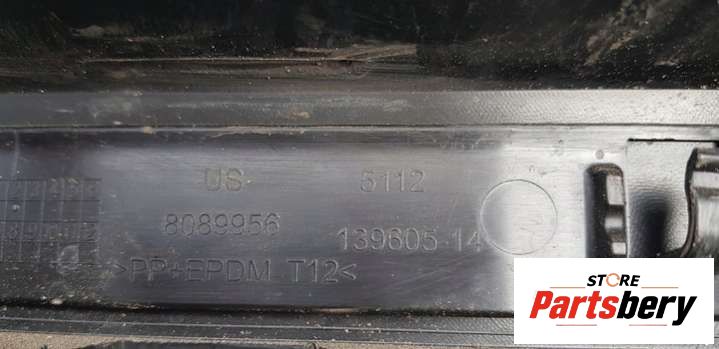 US 5112
8089956 139605-14
>PP+EPDM T12<
STORE
Partsbery